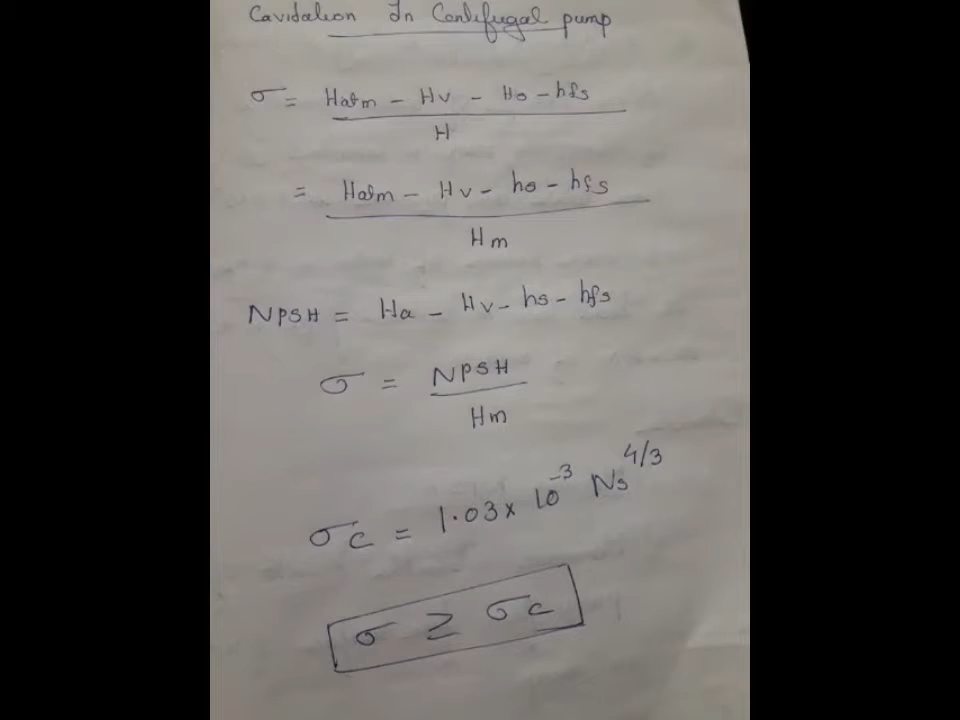 Cavitation In Centrifugal pump
σ = Hatm - Hv - Hs - hfs
H
= Hatm - Hv - hs - hfs
Hm
NPSH = Ha - Hv - hs - hfs
σ = NPSH
Hm
σc = 1.03 x 10^-3 Ns^4/3
σ ≥ σc